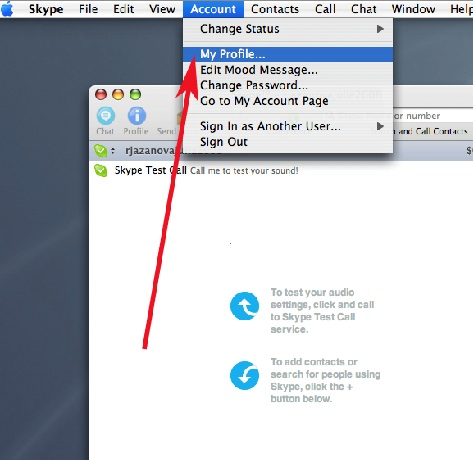 Skype File Edit View Account Contacts Call Chat Window Help
Change Status
My Profile...
Edit Mood Message...
Change Password...
Go to My Account Page
Sign In as Another User...
Sign Out
or number
Chat Profile Send and Call Contacts
Skype Test Call Call me to test your sound!
To test your audio
settings, click and call
to Skype Test Call
service.
To add contacts or
search for people using
Skype, click the +
button below.